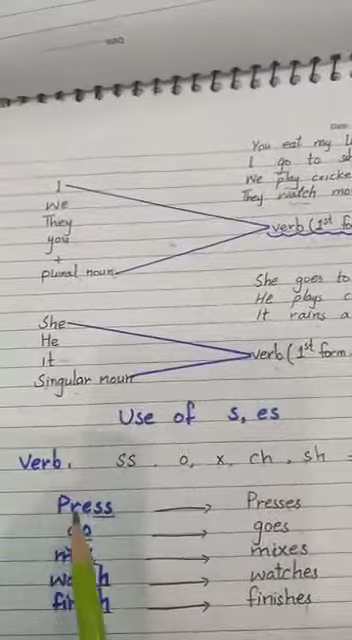 You eat my
I go to
We play cricke
They watch mo
I
We
They
you
+
plural noun
verb (1st fo
She goes to
He plays c
It rains a
She
He
it
Singular noun
verb (1st form
Use of s, es
Verb. ss, o, x, ch, sh
Press → Presses
→ goes
→ mixes
→ watches
→ finishes